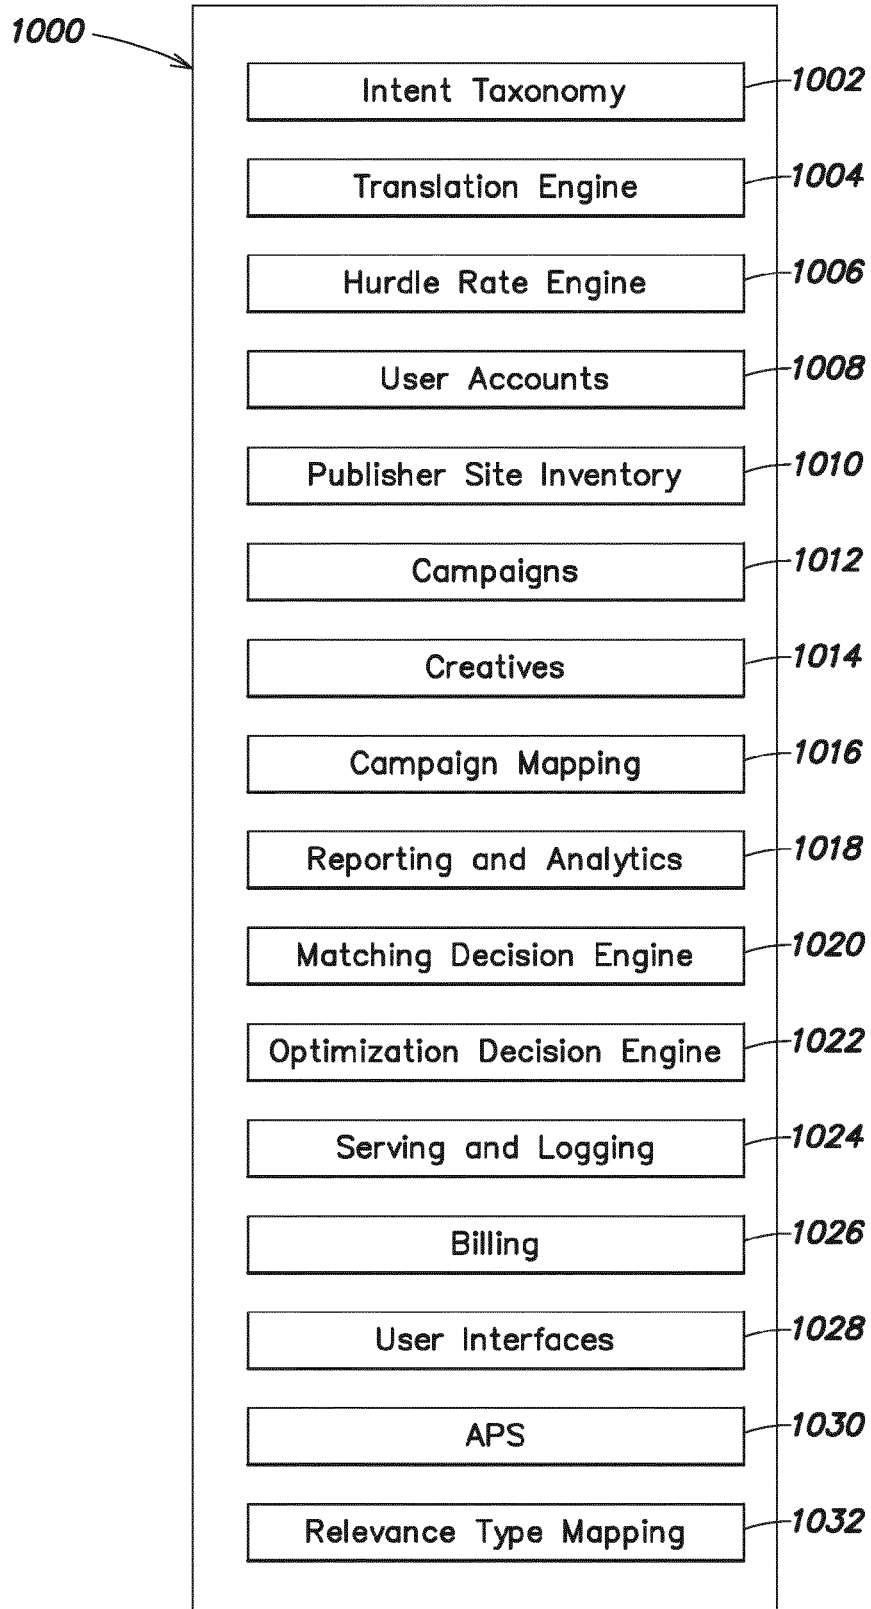 1000
Intent Taxonomy 1002
Translation Engine 1004
Hurdle Rate Engine 1006
User Accounts 1008
Publisher Site Inventory 1010
Campaigns 1012
Creatives 1014
Campaign Mapping 1016
Reporting and Analytics 1018
Matching Decision Engine 1020
Optimization Decision Engine 1022
Serving and Logging 1024
Billing 1026
User Interfaces 1028
APS 1030
Relevance Type Mapping 1032